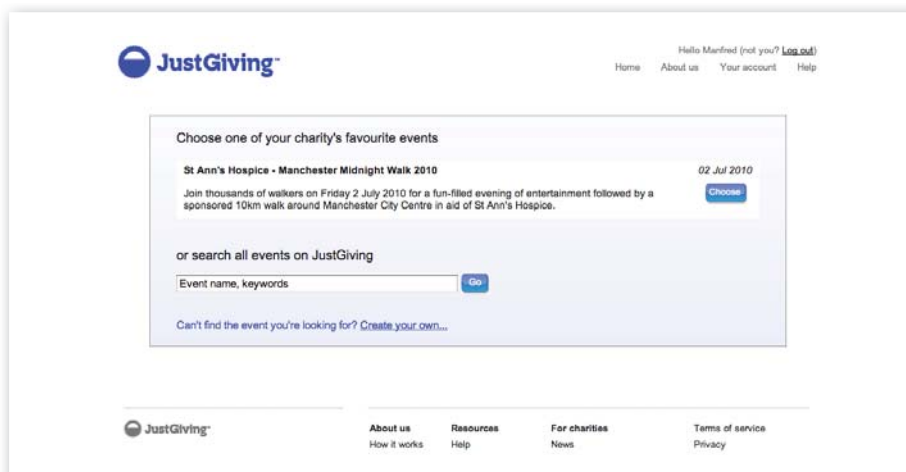 JustGiving™
Hello Manfred (not you? Log out)
Home About us Your account Help
Choose one of your charity's favourite events
St Ann's Hospice - Manchester Midnight Walk 2010 02 Jul 2010
Join thousands of walkers on Friday 2 July 2010 for a fun-filled evening of entertainment followed by a
sponsored 10km walk around Manchester City Centre in aid of St Ann's Hospice.
Choose
or search all events on JustGiving
Event name, keywords Go
Can't find the event you're looking for? Create your own...
JustGiving™
About us Resources For charities Terms of service
How it works Help News Privacy